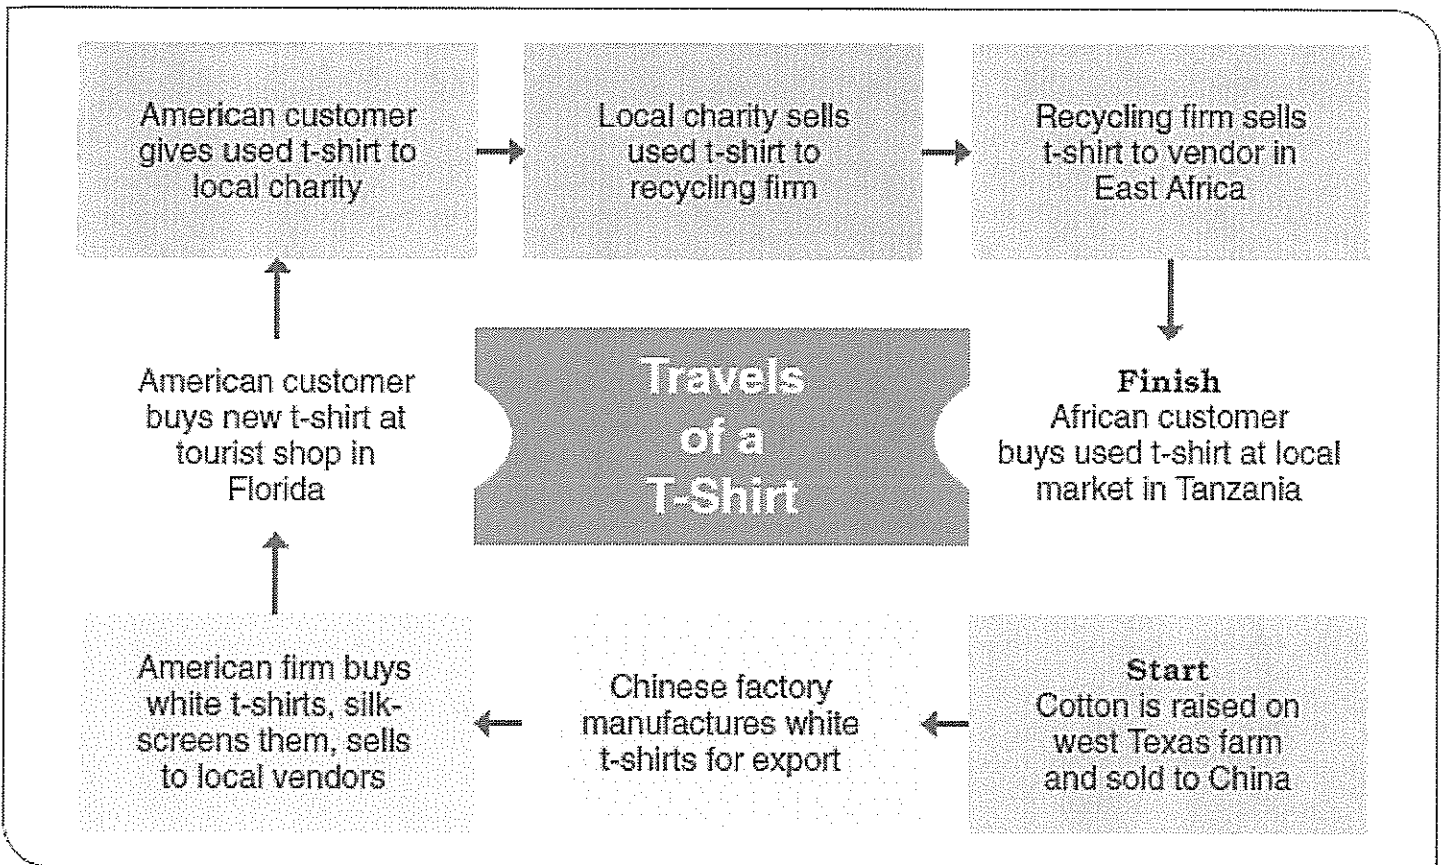 American customer
gives used t-shirt to
local charity
Local charity sells
used t-shirt to
recycling firm
Recycling firm sells
t-shirt to vendor in
East Africa
American customer
buys new t-shirt at
tourist shop in
Florida
Travels
of a
T-Shirt
Finish
African customer
buys used t-shirt at local
market in Tanzania
American firm buys
white t-shirts, silk-
screens them, sells
to local vendors
Chinese factory
manufactures white
t-shirts for export
Start
Cotton is raised on
west Texas farm
and sold to China